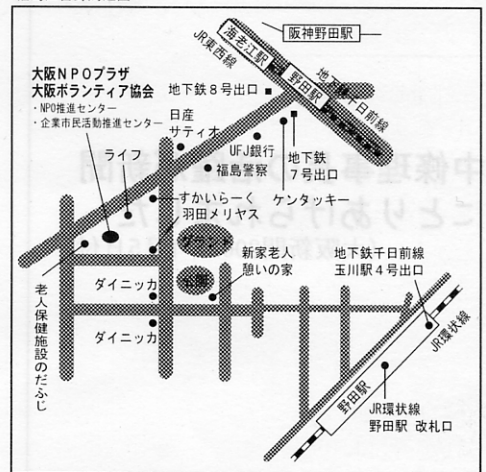 阪神野田駅
海老江駅
JR東西線
野田駅
地下鉄千日前線
大阪NPOプラザ
大阪ボランティア協会
・NPO推進センター
・企業市民活動推進センター
地下鉄8号出口
日産
サティオ
UFJ銀行
福島警察
地下鉄
7号出口
ライフ
すかいらーく
羽田メリヤス
ケンタッキー
グランド
新家老人
憩いの家
公園
地下鉄千日前線
玉川駅4号出口
ダイニッカ
ダイニッカ
老人保健施設のだふじ
JR環状線
野田駅
JR環状線
野田駅 改札口